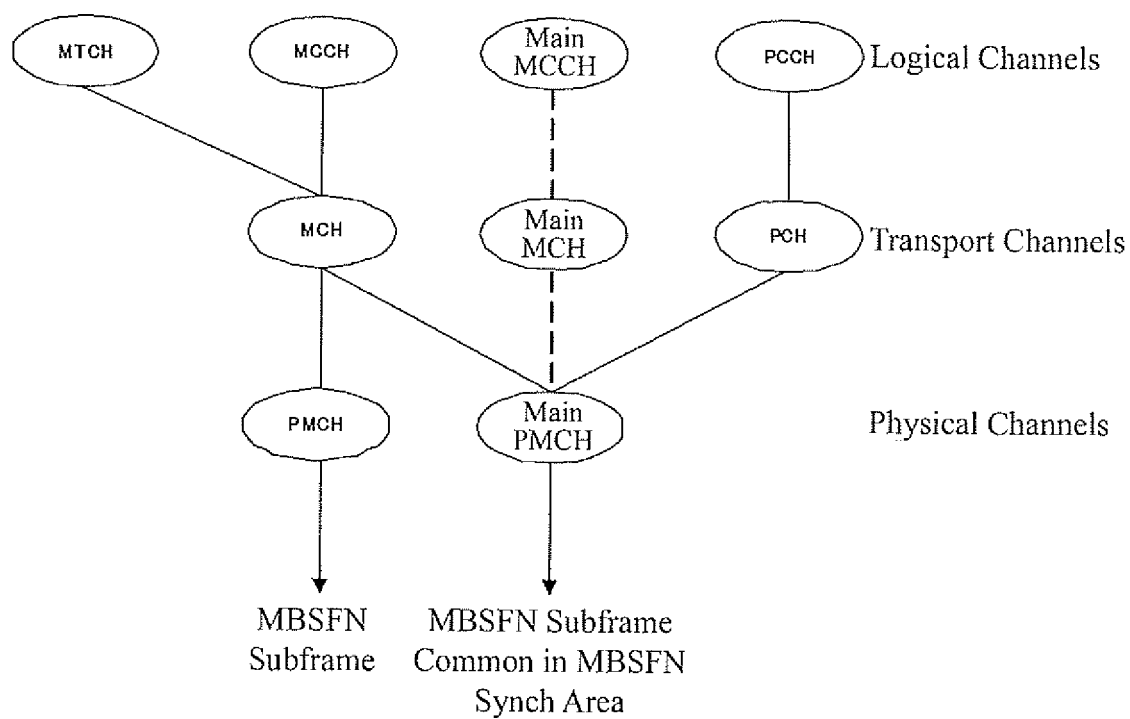 MTCH
MCCH
Main
MCCH
PCCH
Logical Channels
MCH
Main
MCH
PCH
Transport Channels
PMCH
Main
PMCH
Physical Channels
MBSFN
Subframe
MBSFN Subframe
Common in MBSFN
Synch Area